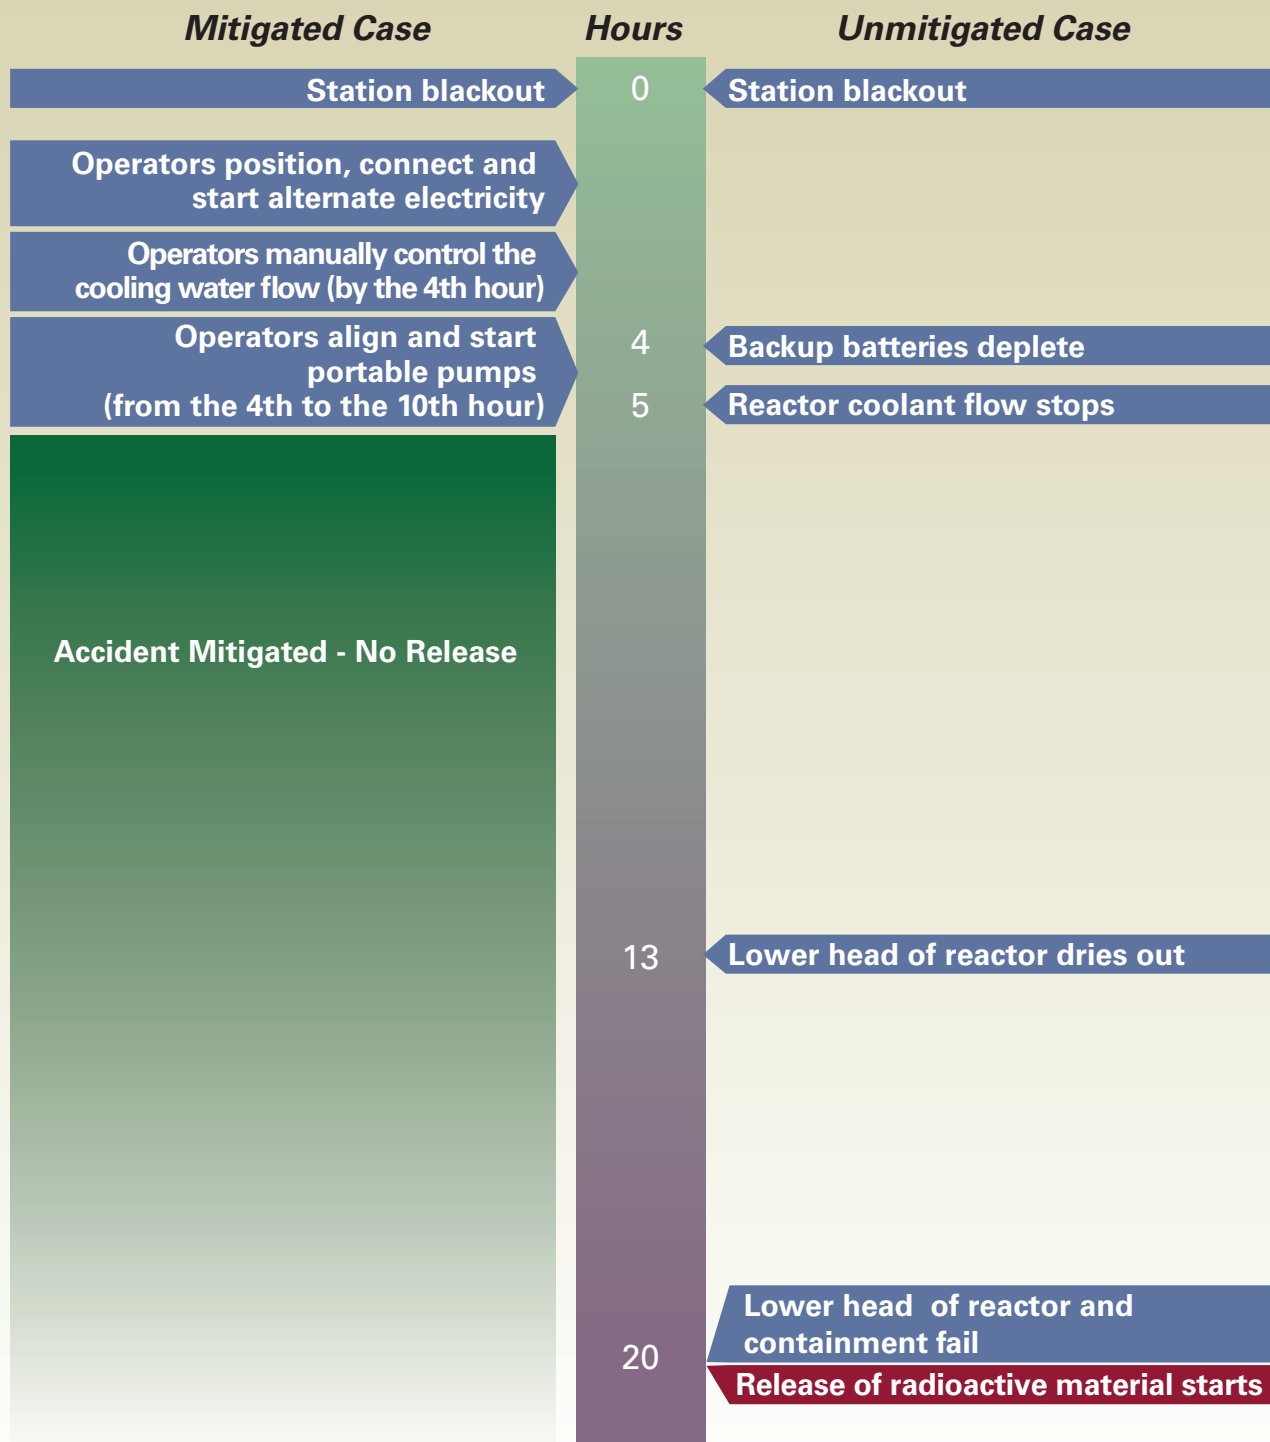 Mitigated Case
Hours
Unmitigated Case
Station blackout
0
Station blackout
Operators position, connect and
start alternate electricity
Operators manually control the
cooling water flow (by the 4th hour)
Operators align and start
portable pumps
(from the 4th to the 10th hour)
4
Backup batteries deplete
5
Reactor coolant flow stops
Accident Mitigated - No Release
13
Lower head of reactor dries out
Lower head of reactor and
containment fail
20
Release of radioactive material starts